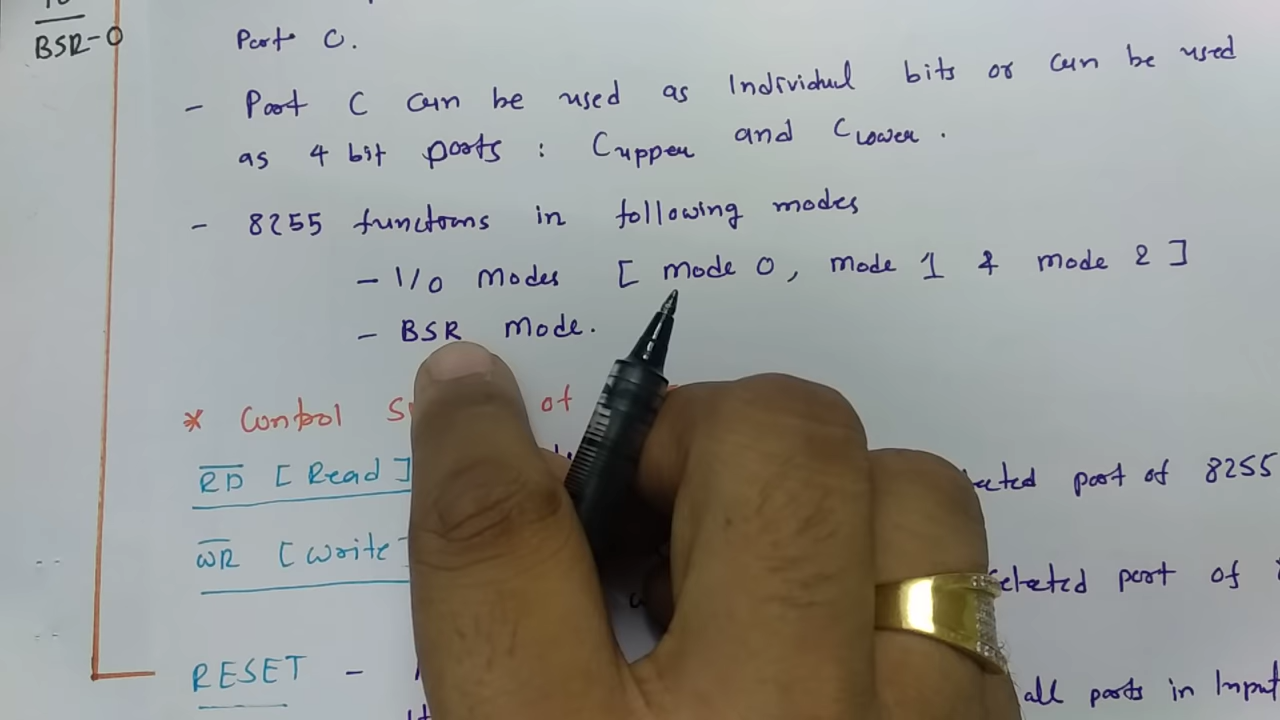 BSR-0
Port C.
- Port C can be used as Individual bits or can be used
as 4 bit ports : Cupper and Clower.
- 8255 functions in following modes
- I/O Modes [ mode 0, mode 1 & mode 2 ]
- BSR Mode.
* Control of
RD [Read] ected port of 8255
WR [Write] selected port of
RESET - all ports in Input